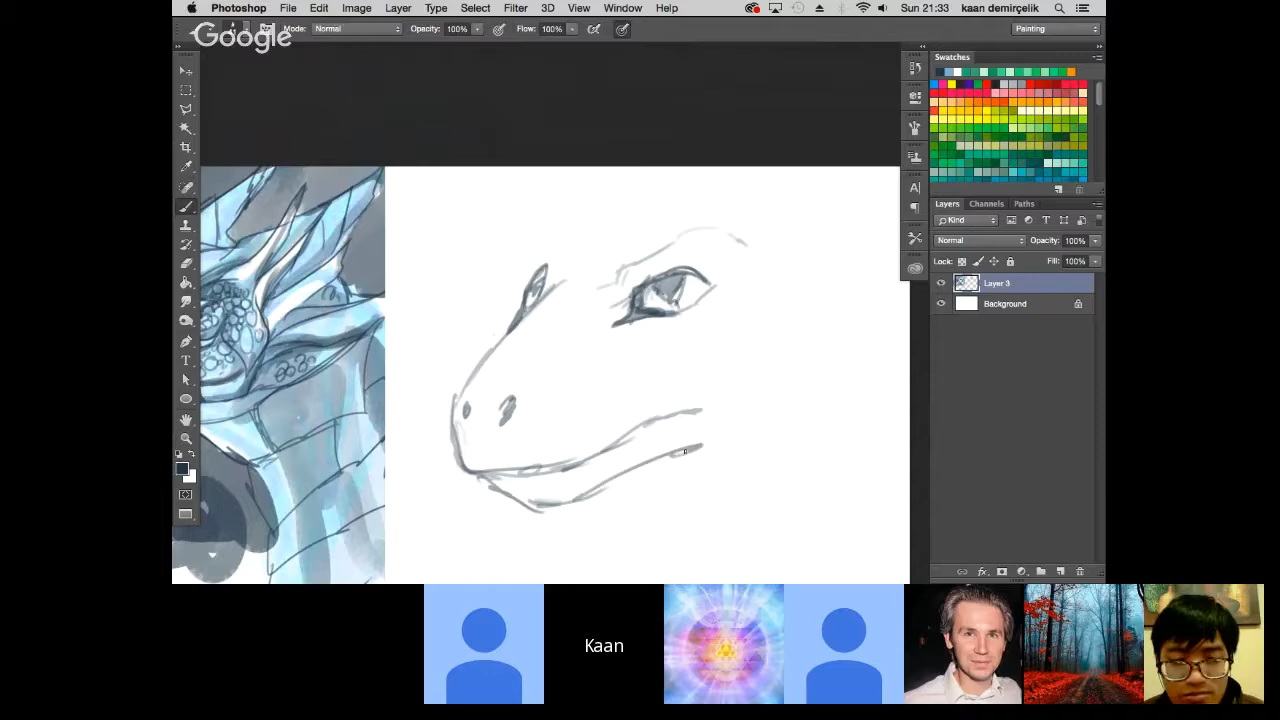 Photoshop File Edit Image Layer Type Select Filter 3D View Window Help Sun 21:33 kaan demirçelik
Google
Mode: Normal Opacity: 100% Flow: 100% Painting
Swatches
Layers Channels Paths
Kind T
Normal Opacity: 100%
Lock: Fill: 100%
Layer 3
Background
A
T
Kaan